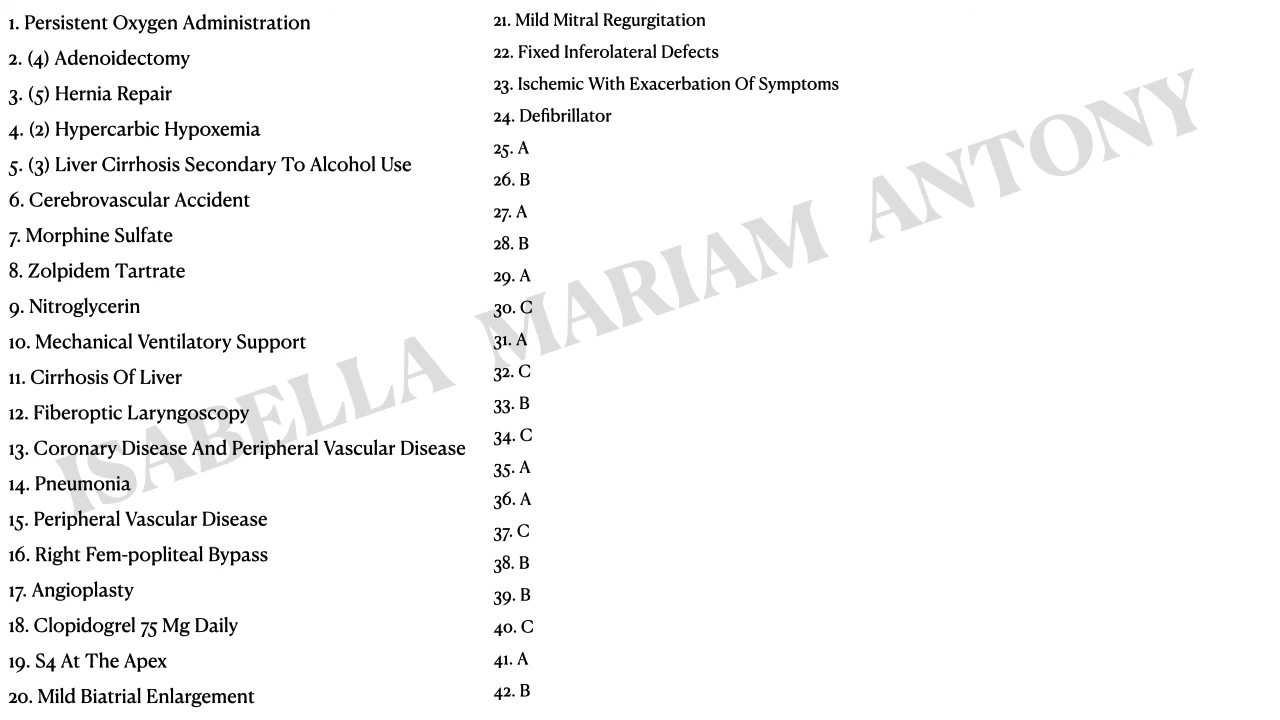 1. Persistent Oxygen Administration
2. (4) Adenoidectomy
3. (5) Hernia Repair
4. (2) Hypercarbic Hypoxemia
5. (3) Liver Cirrhosis Secondary To Alcohol Use
6. Cerebrovascular Accident
7. Morphine Sulfate
8. Zolpidem Tartrate
9. Nitroglycerin
10. Mechanical Ventilatory Support
11. Cirrhosis Of Liver
12. Fiberoptic Laryngoscopy
13. Coronary Disease And Peripheral Vascular Disease
14. Pneumonia
15. Peripheral Vascular Disease
16. Right Fem-popliteal Bypass
17. Angioplasty
18. Clopidogrel 75 Mg Daily
19. S4 At The Apex
20. Mild Biatrial Enlargement
21. Mild Mitral Regurgitation
22. Fixed Inferolateral Defects
23. Ischemic With Exacerbation Of Symptoms
24. Defibrillator
25. A
26. B
27. A
28. B
29. A
30. C
31. A
32. C
33. B
34. C
35. A
36. A
37. C
38. B
39. B
40. C
41. A
42. B
ISABELLA MARIAM ANTONY